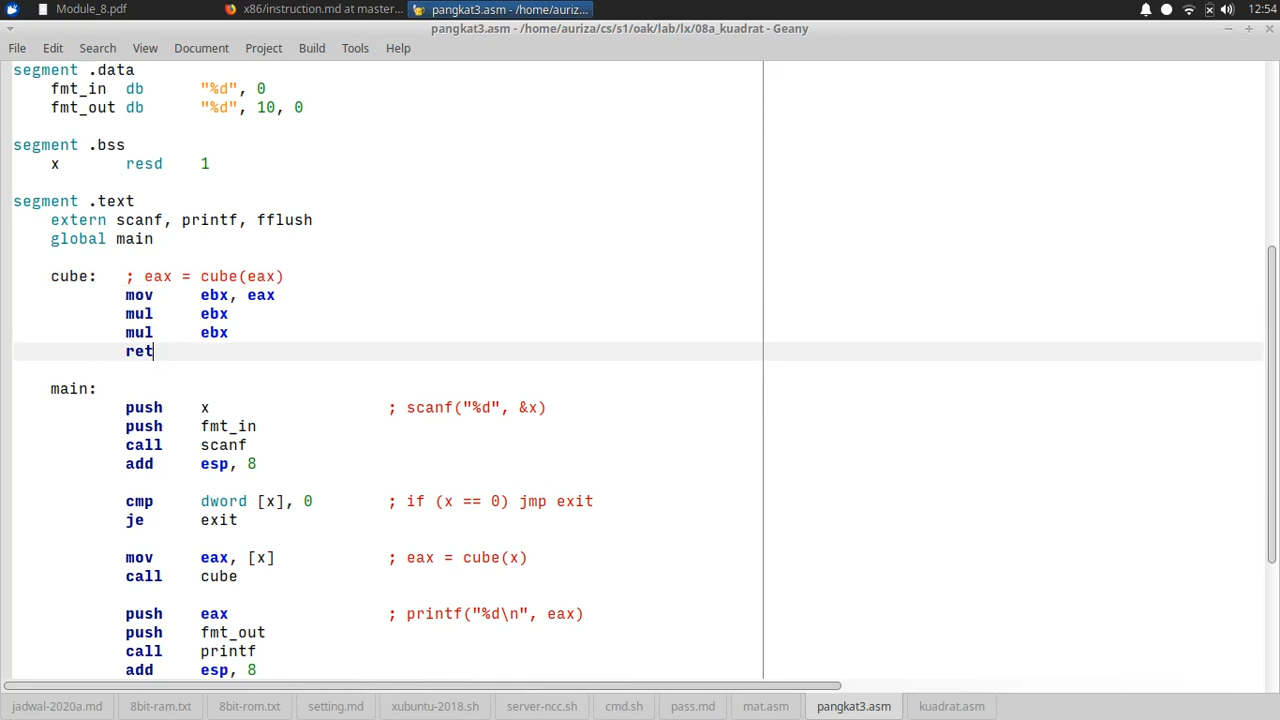 Module_8.pdf
x86/instruction.md at master...
pangkat3.asm - /home/auriza...
12:54
pangkat3.asm - /home/auriza/cs/s1/oak/lab/lx/08a_kuadrat - Geany
File Edit Search View Document Project Build Tools Help
segment .data
fmt_in db "%d", 0
fmt_out db "%d", 10, 0
segment .bss
x resd 1
segment .text
extern scanf, printf, fflush
global main
cube: ; eax = cube(eax)
mov ebx, eax
mul ebx
mul ebx
ret
main:
push x ; scanf("%d", &x)
push fmt_in
call scanf
add esp, 8
cmp dword [x], 0 ; if (x == 0) jmp exit
je exit
mov eax, [x] ; eax = cube(x)
call cube
push eax ; printf("%d\n", eax)
push fmt_out
call printf
add esp, 8
jadwal-2020a.md 8bit-ram.txt 8bit-rom.txt setting.md xubuntu-2018.sh server-ncc.sh cmd.sh pass.md mat.asm pangkat3.asm kuadrat.asm